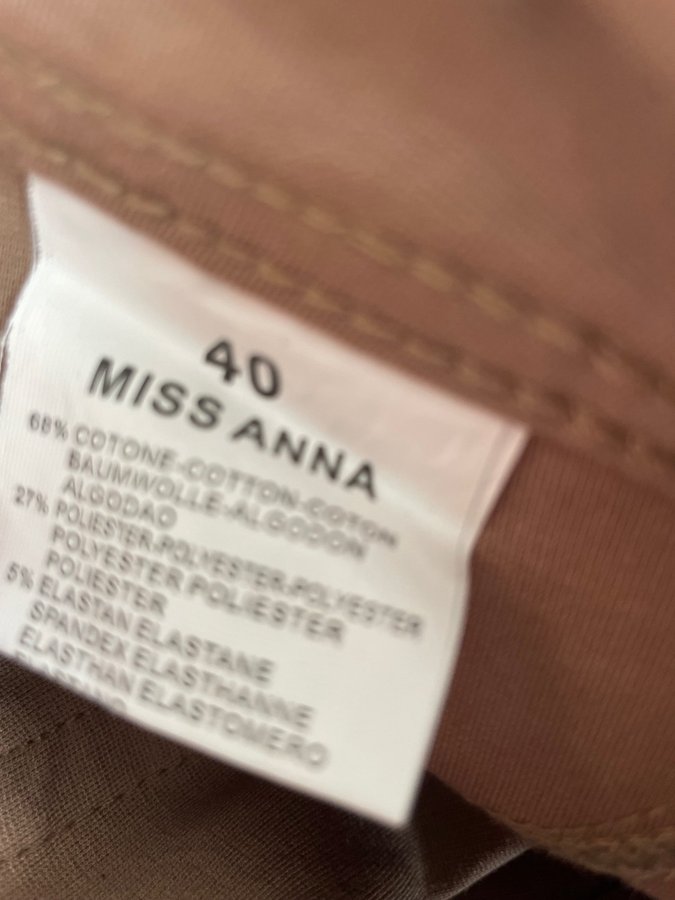 40
MISS ANNA
68% COTONE-COTTON-COTON
BAUMWOLLE-ALGODON
ALGODAO
27% POLIESTER-POLYESTER-POLYESTER
POLYESTER POLIESTER
POLIESTER
5% ELASTAN ELASTANE
SPANDEX ELASTHANNE
ELASTHAN ELASTOMERO